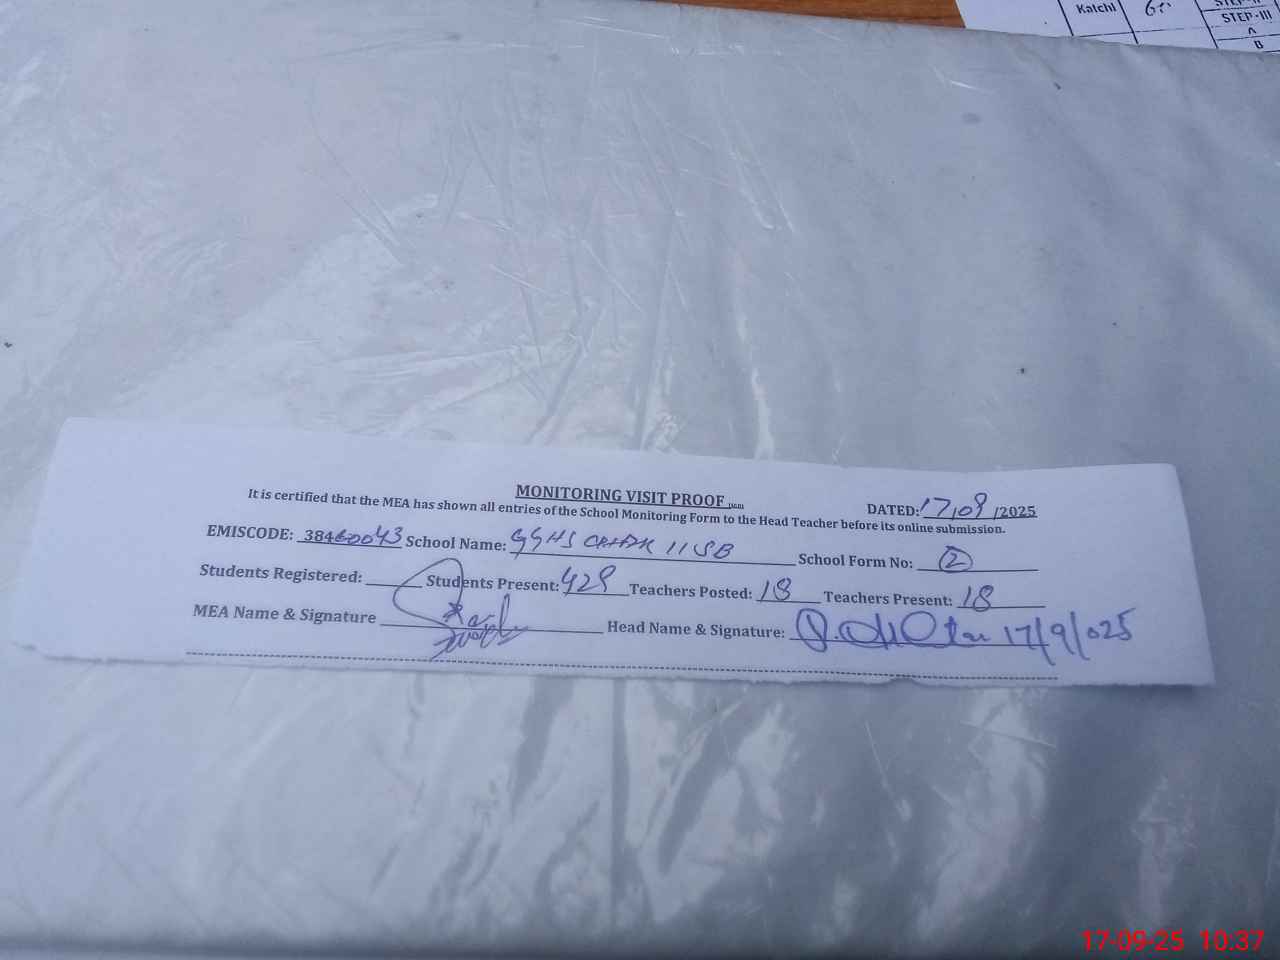 Katchi
STEP-III
A
B
MONITORING VISIT PROOF
DATED: 17,09 /2025
It is certified that the MEA has shown all entries of the School Monitoring Form to the Head Teacher before its online submission.
EMISCODE: 38460043 School Name: GGHS CHAK 11 SB School Form No: 2
Students Registered: Students Present: 429 Teachers Posted: 18 Teachers Present: 18
MEA Name & Signature Head Name & Signature: 17/9/025
17-09-25 10:37